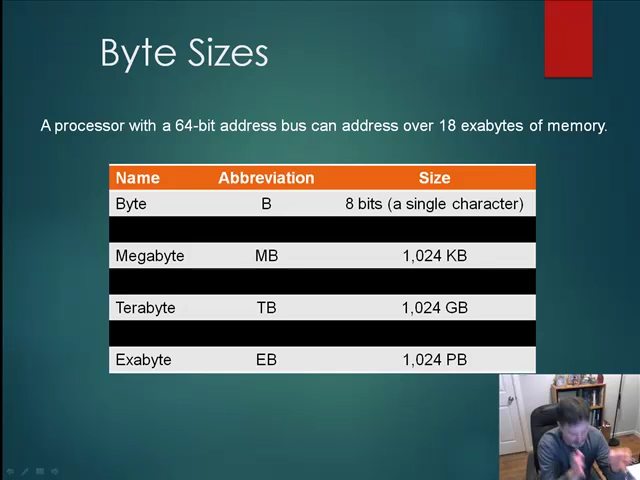 Byte Sizes
A processor with a 64-bit address bus can address over 18 exabytes of memory.
Name Abbreviation Size
Byte B 8 bits (a single character)
Megabyte MB 1,024 KB
Terabyte TB 1,024 GB
Exabyte EB 1,024 PB